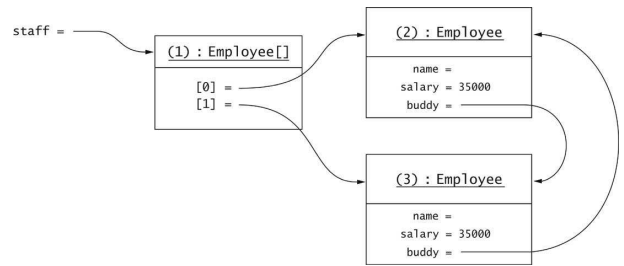 staff =
(1) : Employee[]
[0] =
[1] =
(2) : Employee
name =
salary = 35000
buddy =
(3) : Employee
name =
salary = 35000
buddy =